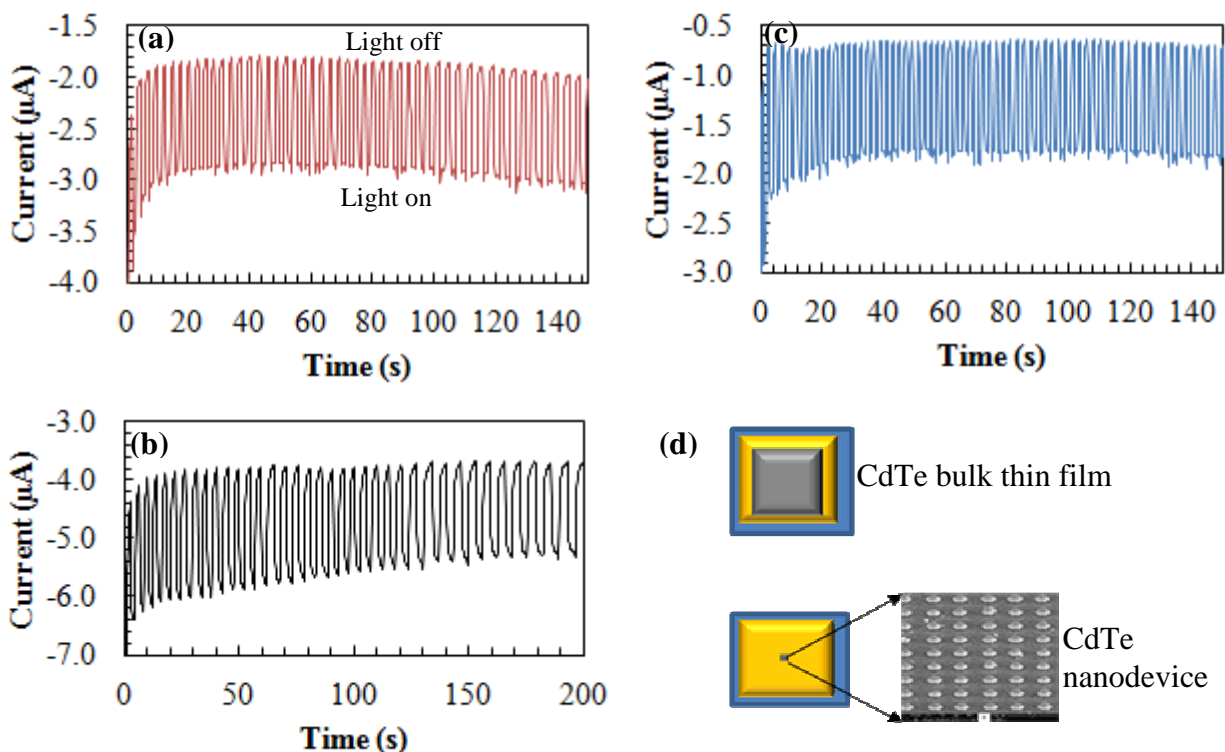 (a)
Light off
Light on
-1.5
-2.0
-2.5
-3.0
-3.5
-4.0
Current (µA)
0 20 40 60 80 100 120 140
Time (s)
(c)
-0.5
-1.0
-1.5
-2.0
-2.5
-3.0
Current (µA)
0 20 40 60 80 100 120 140
Time (s)
(b)
-3.0
-4.0
-5.0
-6.0
-7.0
Current (µA)
0 50 100 150 200
Time (s)
(d)
CdTe bulk thin film
CdTe
nanodevice